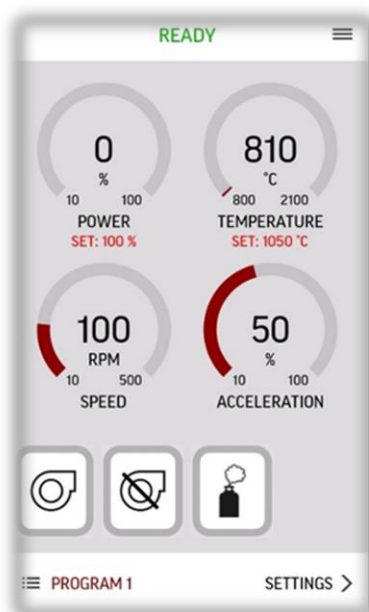 READY
0
%
10 100
POWER
SET: 100 %
810
°C
800 2100
TEMPERATURE
SET: 1050 °C
100
RPM
10 500
SPEED
50
%
10 100
ACCELERATION
PROGRAM 1
SETTINGS >